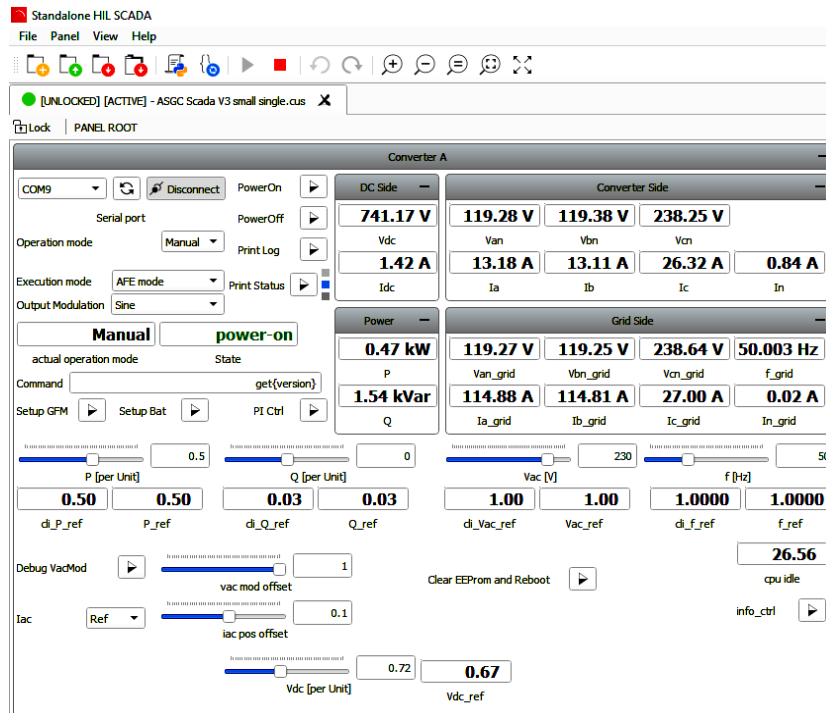 Standalone HIL SCADA
File Panel View Help
[UNLOCKED] [ACTIVE] - ASGC Scada V3 small single.cus X
Lock PANEL ROOT
Converter A
COM9 Disconnect PowerOn
Serial port PowerOff
Operation mode Manual Print Log
Execution mode AFE mode Print Status
Output Modulation Sine
Manual power-on
actual operation mode State
Command get{version}
Setup GFM Setup Bat PI Ctrl
DC Side
741.17 V
Vdc
1.42 A
Idc
Power
0.47 kW
P
1.54 kVar
Q
Converter Side
119.28 V 119.38 V 238.25 V
Van Vbn Vcn
13.18 A 13.11 A 26.32 A 0.84 A
Ia Ib Ic In
Grid Side
119.27 V 119.25 V 238.64 V 50.003 Hz
Van_grid Vbn_grid Vcn_grid f_grid
114.88 A 114.81 A 27.00 A 0.02 A
Ia_grid Ib_grid Ic_grid In_grid
0.5 0 230 50
P [per Unit] Q [per Unit] Vac [V] f [Hz]
0.50 0.50 0.03 0.03 1.00 1.00 1.0000 1.0000
di_P_ref P_ref di_Q_ref Q_ref di_Vac_ref Vac_ref di_f_ref f_ref
Debug VacMod 1
vac mod offset
Clear EEProm and Reboot
26.56
cpu idle
Iac Ref 0.1
iac pos offset
info_ctrl
0.72 0.67
Vdc [per Unit] Vdc_ref